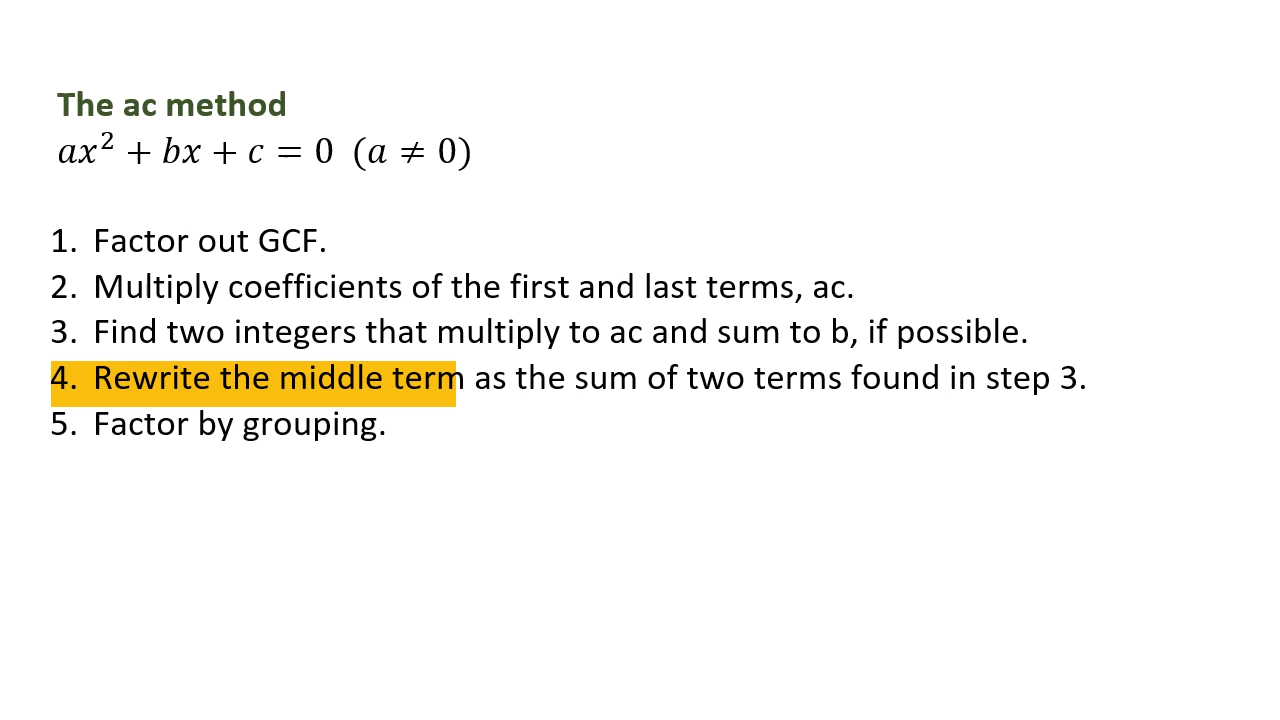 The ac method
ax² + bx + c = 0 (a ≠ 0)
1. Factor out GCF.
2. Multiply coefficients of the first and last terms, ac.
3. Find two integers that multiply to ac and sum to b, if possible.
4. Rewrite the middle term as the sum of two terms found in step 3.
5. Factor by grouping.